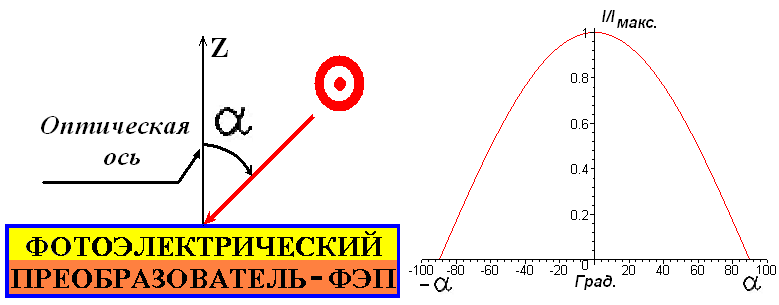 Z
α
Оптическая
ось
ФОТОЭЛЕКТРИЧЕСКИЙ
ПРЕОБРАЗОВАТЕЛЬ-ФЭП
I/I макс.
1
0.8
0.6
0.4
0.2
0
-100 -80 -60 -40 -20 20 40 60 80 100
-α Град. α